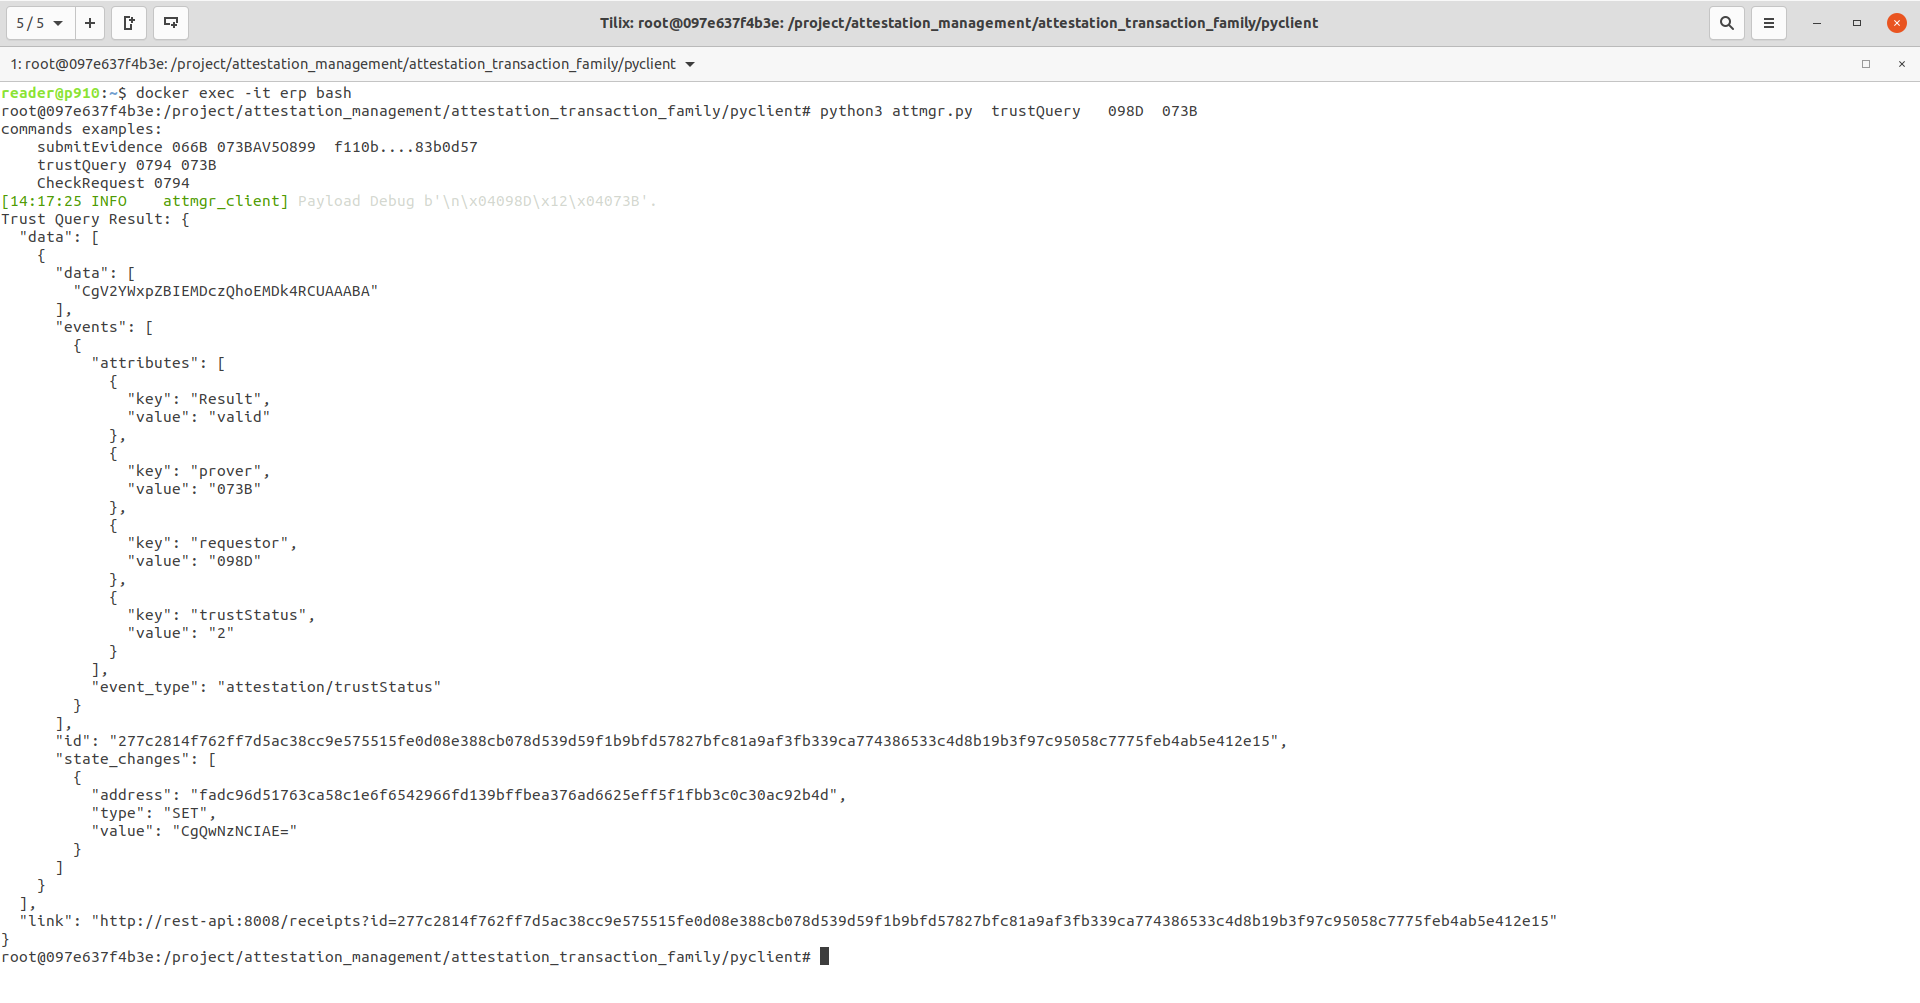 5 / 5
Tilix: root@097e637f4b3e: /project/attestation_management/attestation_transaction_family/pyclient
1: root@097e637f4b3e: /project/attestation_management/attestation_transaction_family/pyclient
reader@p910:~$ docker exec -it erp bash
root@097e637f4b3e:/project/attestation_management/attestation_transaction_family/pyclient# python3 attmgr.py  trustQuery   098D  073B
commands examples:
    submitEvidence 066B 073BAV5O899  f110b....83b0d57
    trustQuery 0794 073B
    CheckRequest 0794
[14:17:25 INFO    attmgr_client] Payload Debug b'\n\x04098D\x12\x04073B'.
Trust Query Result: {
  "data": [
    {
      "data": [
        "CgV2YWxpZBIEMDczQhoEMDk4RCUAAABA"
      ],
      "events": [
        {
          "attributes": [
            {
              "key": "Result",
              "value": "valid"
            },
            {
              "key": "prover",
              "value": "073B"
            },
            {
              "key": "requestor",
              "value": "098D"
            },
            {
              "key": "trustStatus",
              "value": "2"
            }
          ],
          "event_type": "attestation/trustStatus"
        }
      ],
      "id": "277c2814f762ff7d5ac38cc9e575515fe0d08e388cb078d539d59f1b9bfd57827bfc81a9af3fb339ca774386533c4d8b19b3f97c95058c7775feb4ab5e412e15",
      "state_changes": [
        {
          "address": "fadc96d51763ca58c1e6f6542966fd139bffbea376ad6625eff5f1fbb3c0c30ac92b4d",
          "type": "SET",
          "value": "CgQwNzNCIAE="
        }
      ]
    }
  ],
  "link": "http://rest-api:8008/receipts?id=277c2814f762ff7d5ac38cc9e575515fe0d08e388cb078d539d59f1b9bfd57827bfc81a9af3fb339ca774386533c4d8b19b3f97c95058c7775feb4ab5e412e15"
}
root@097e637f4b3e:/project/attestation_management/attestation_transaction_family/pyclient#